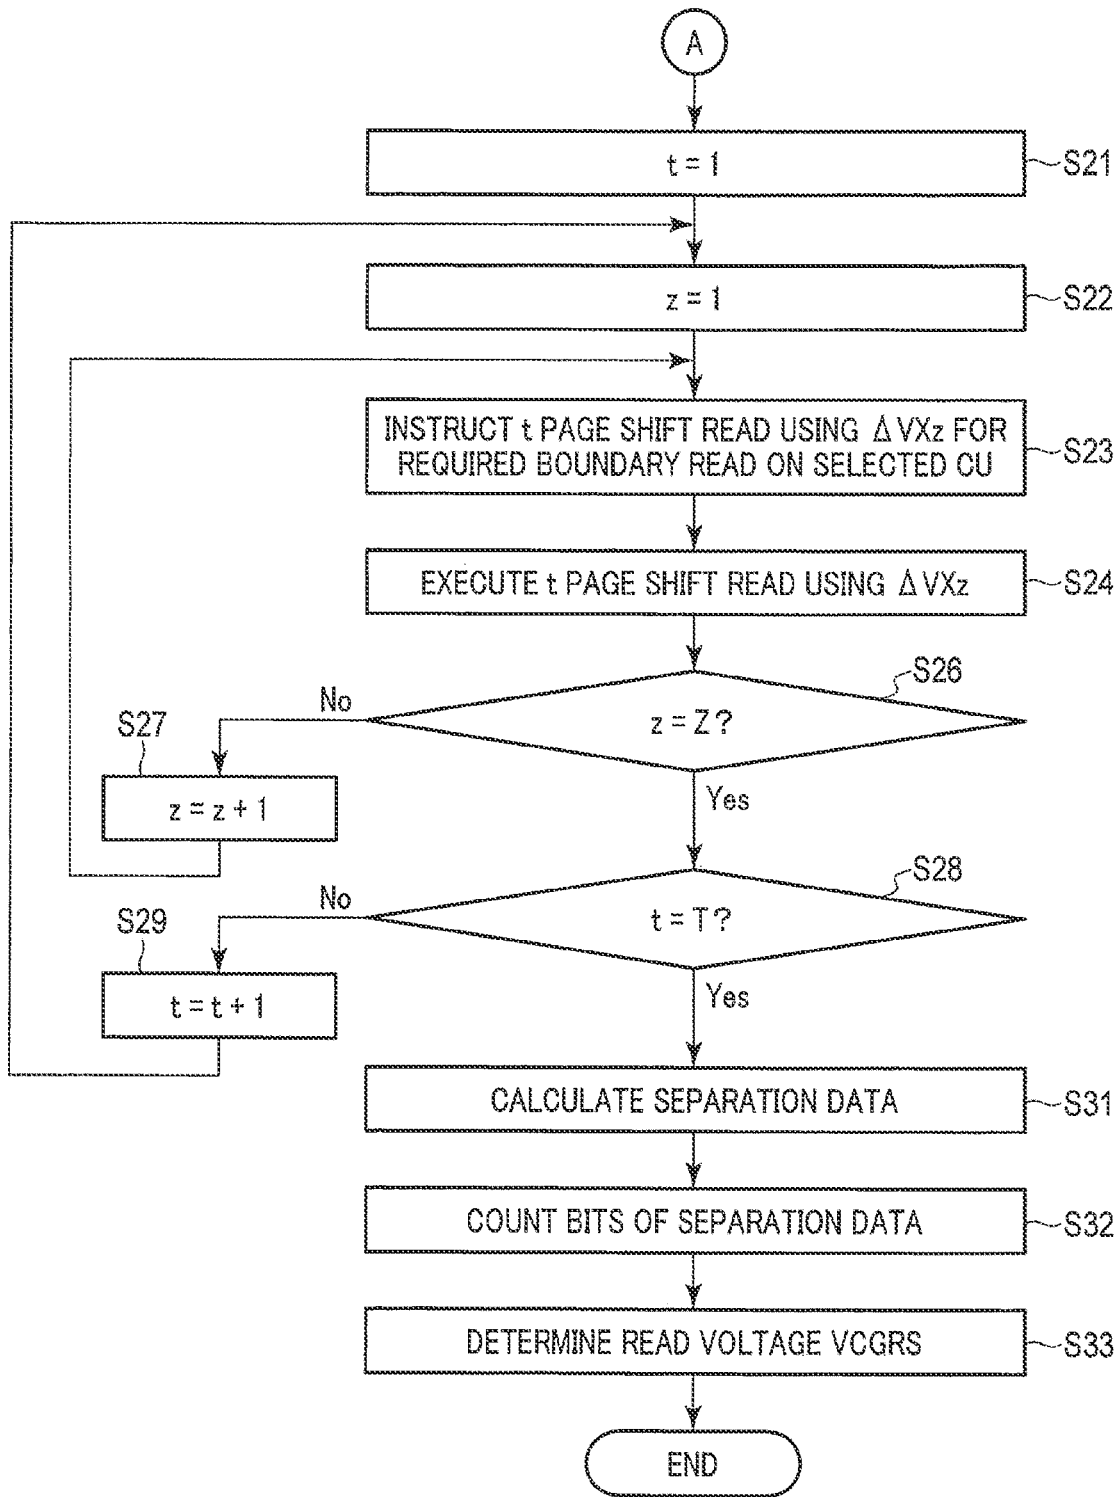 A
t = 1
S21
z = 1
S22
INSTRUCT t PAGE SHIFT READ USING ΔVXz FOR
REQUIRED BOUNDARY READ ON SELECTED CU
S23
EXECUTE t PAGE SHIFT READ USING ΔVXz
S24
S26
z = Z?
No
Yes
S27
z = z + 1
S28
t = T?
No
Yes
S29
t = t + 1
CALCULATE SEPARATION DATA
S31
COUNT BITS OF SEPARATION DATA
S32
DETERMINE READ VOLTAGE VCGRS
S33
END